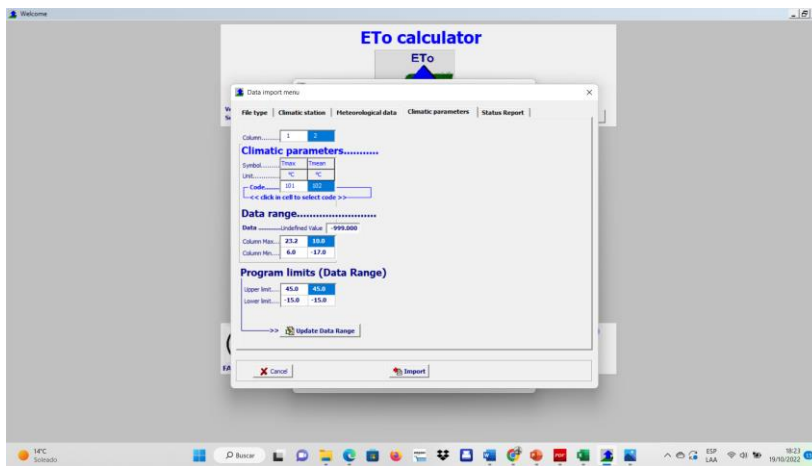 Welcome
ETo calculator
ETo
Data import menu
File type | Climatic station | Meteorological data | Climatic parameters | Status Report
Column 1 2
Climatic parameters...........
Symbol Tmax Tmean
Unit °C °C
Code 101 102
<< click in cell to select code >>
Data range........................
Data Undefined Value -999.000
Column Max... 23.2 10.0
Column Min... 6.0 -17.0
Program limits (Data Range)
Upper limit.... 45.0 45.0
Lower limit.... -15.0 -15.0
>> Update Data Range
Cancel Import
14°C
Soleado
Buscar
ESP
LAA
18:23
19/10/2022